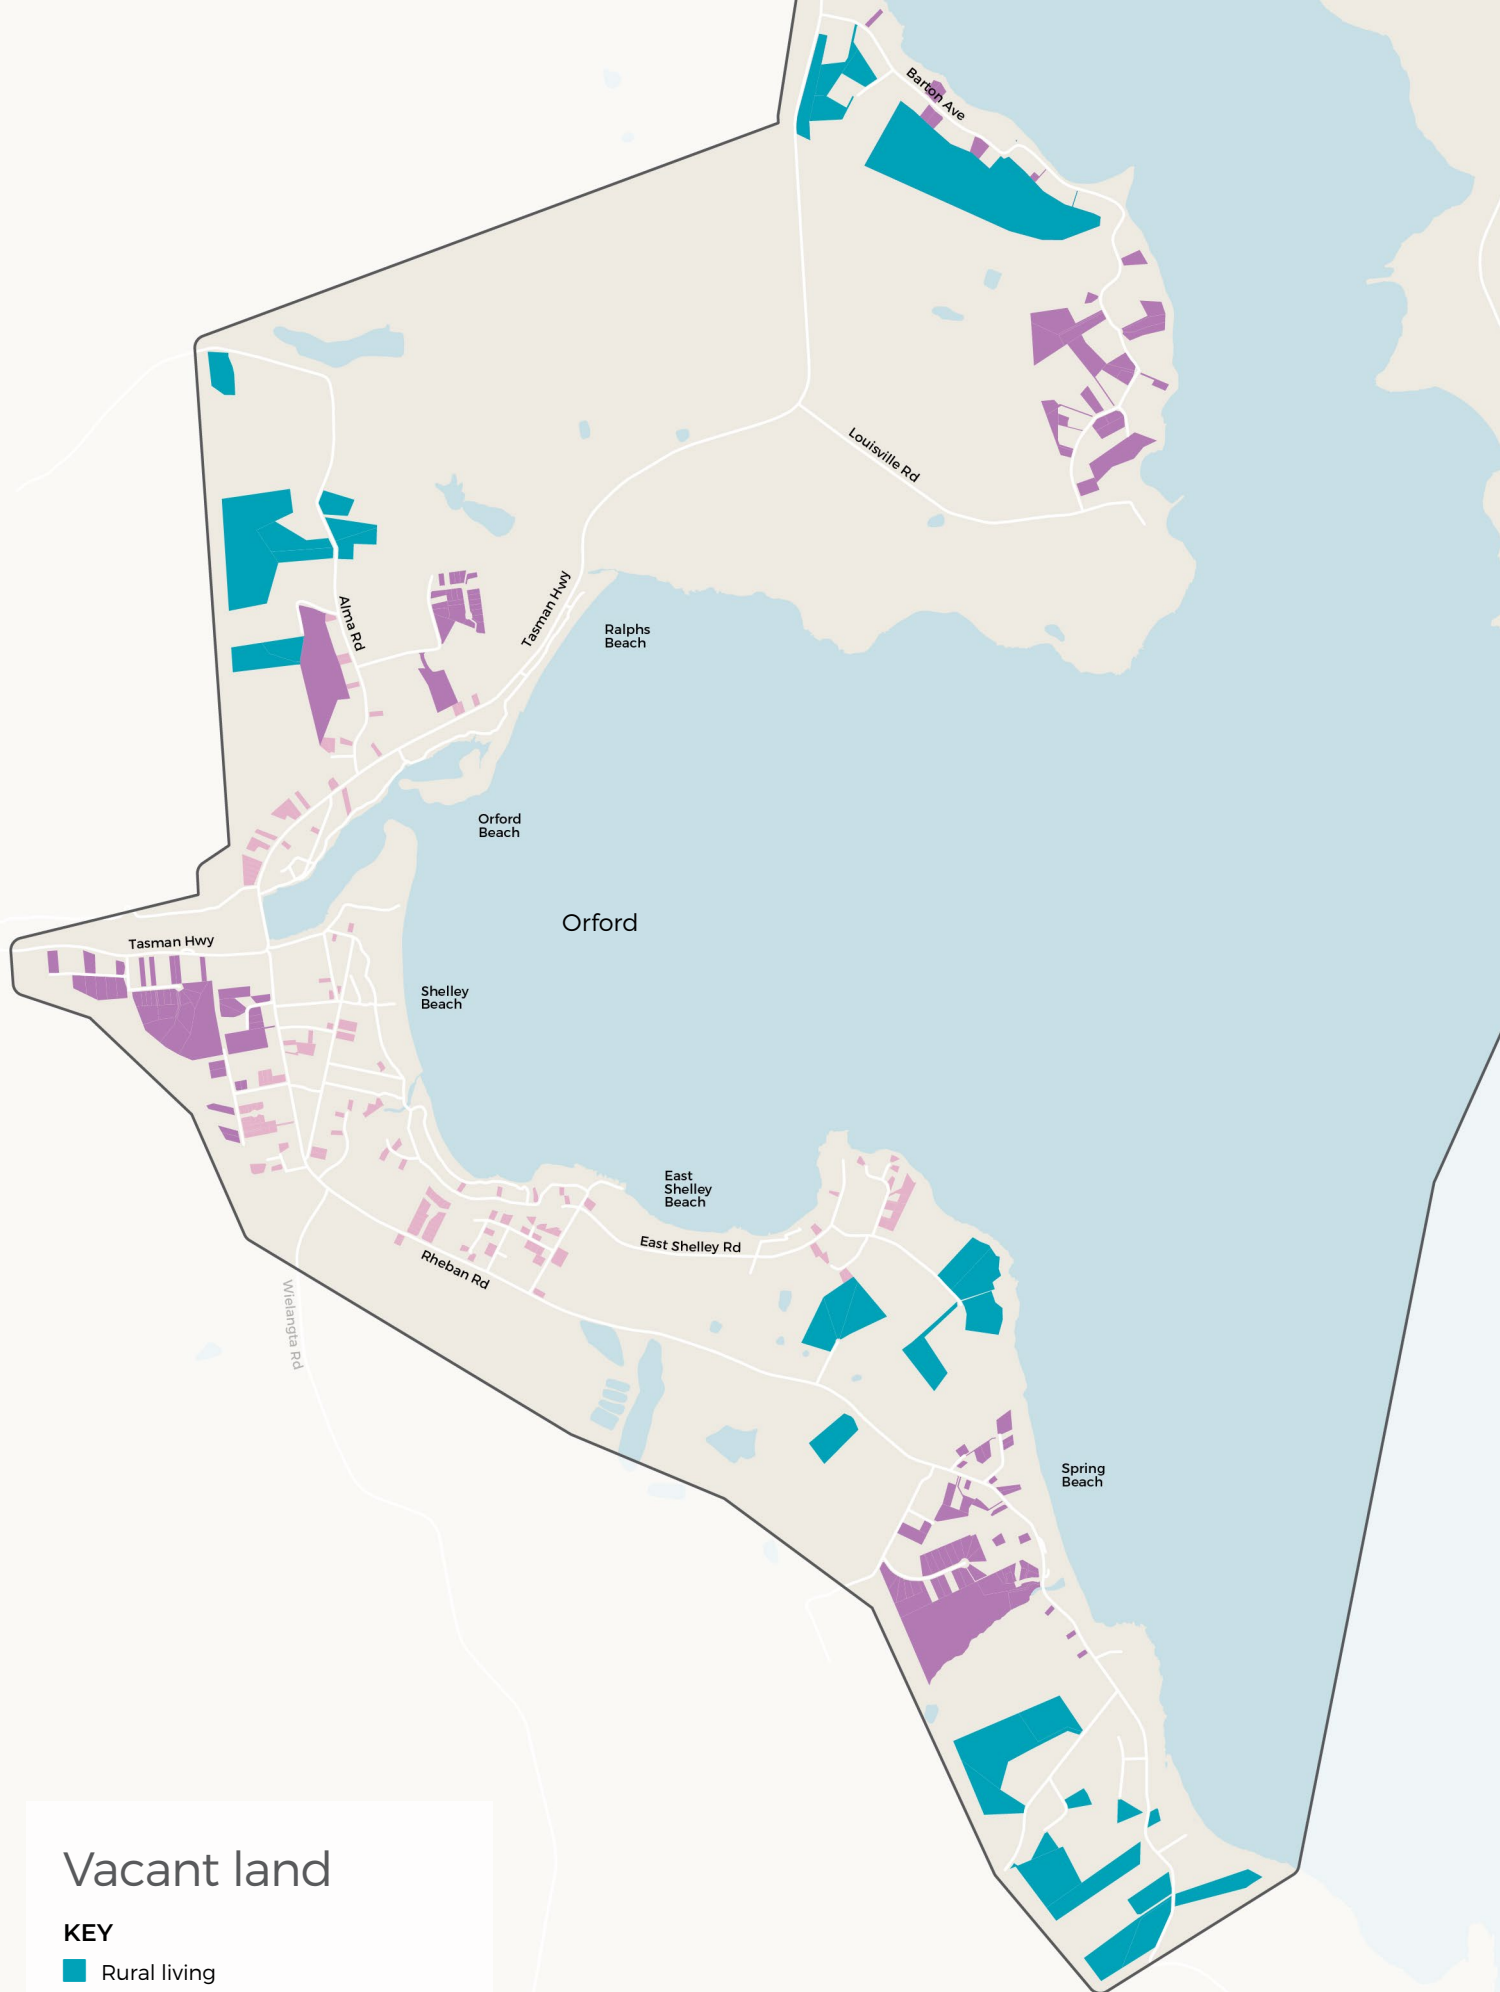 Barton Ave
Louisville Rd
Tasman Hwy
Alma Rd
Ralphs
Beach
Orford
Beach
Orford
Tasman Hwy
Shelley
Beach
East
Shelley
Beach
East Shelley Rd
Rheban Rd
Wielangta Rd
Spring
Beach
Vacant land
KEY
Rural living